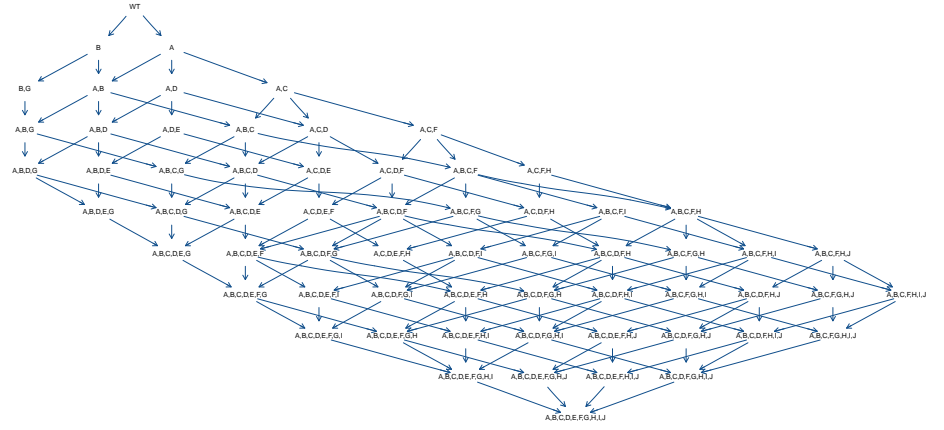 WT
B A
B,G A,B A,D A,C
A,B,G A,B,D A,D,E A,B,C A,C,D A,C,F
A,B,D,G A,B,D,E A,B,C,G A,B,C,D A,C,D,E A,C,D,F A,B,C,F A,C,F,H
A,B,D,E,G A,B,C,D,G A,B,C,D,E A,C,D,E,F A,B,C,D,F A,B,C,F,G A,C,D,F,H A,B,C,F,I A,B,C,F,H
A,B,C,D,E,G A,B,C,D,E,F A,B,C,D,F,G A,C,D,E,F,H A,B,C,D,F,I A,B,C,F,G,I A,B,C,D,F,H A,B,C,F,G,H A,B,C,F,H,I A,B,C,F,H,J
A,B,C,D,E,F,G A,B,C,D,E,F,I A,B,C,D,F,G,I A,B,C,D,E,F,H A,B,C,D,F,G,H A,B,C,D,F,H,I A,B,C,F,G,H,I A,B,C,D,F,H,J A,B,C,F,G,H,J A,B,C,F,H,I,J
A,B,C,D,E,F,G,I A,B,C,D,E,F,G,H A,B,C,D,E,F,H,I A,B,C,D,F,G,H,I A,B,C,D,E,F,H,J A,B,C,D,F,G,H,J A,B,C,D,F,H,I,J A,B,C,F,G,H,I,J
A,B,C,D,E,F,G,H,I A,B,C,D,E,F,G,H,J A,B,C,D,E,F,H,I,J A,B,C,D,F,G,H,I,J
A,B,C,D,E,F,G,H,I,J